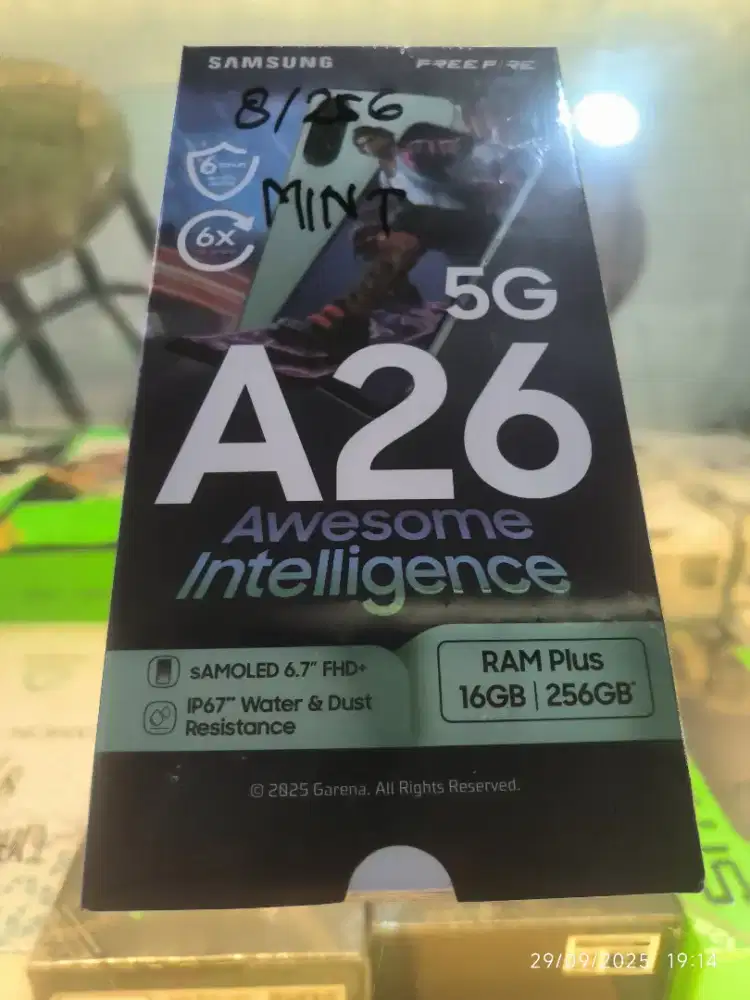 SAMSUNG
FREE FIRE
8/256
MINT
6
6X
5G
A26
Awesome
Intelligence
sAMOLED 6.7" FHD+
IP67** Water & Dust
Resistance
RAM Plus
16GB | 256GB*
© 2025 Garena. All Rights Reserved.
29/09/2025 19:14